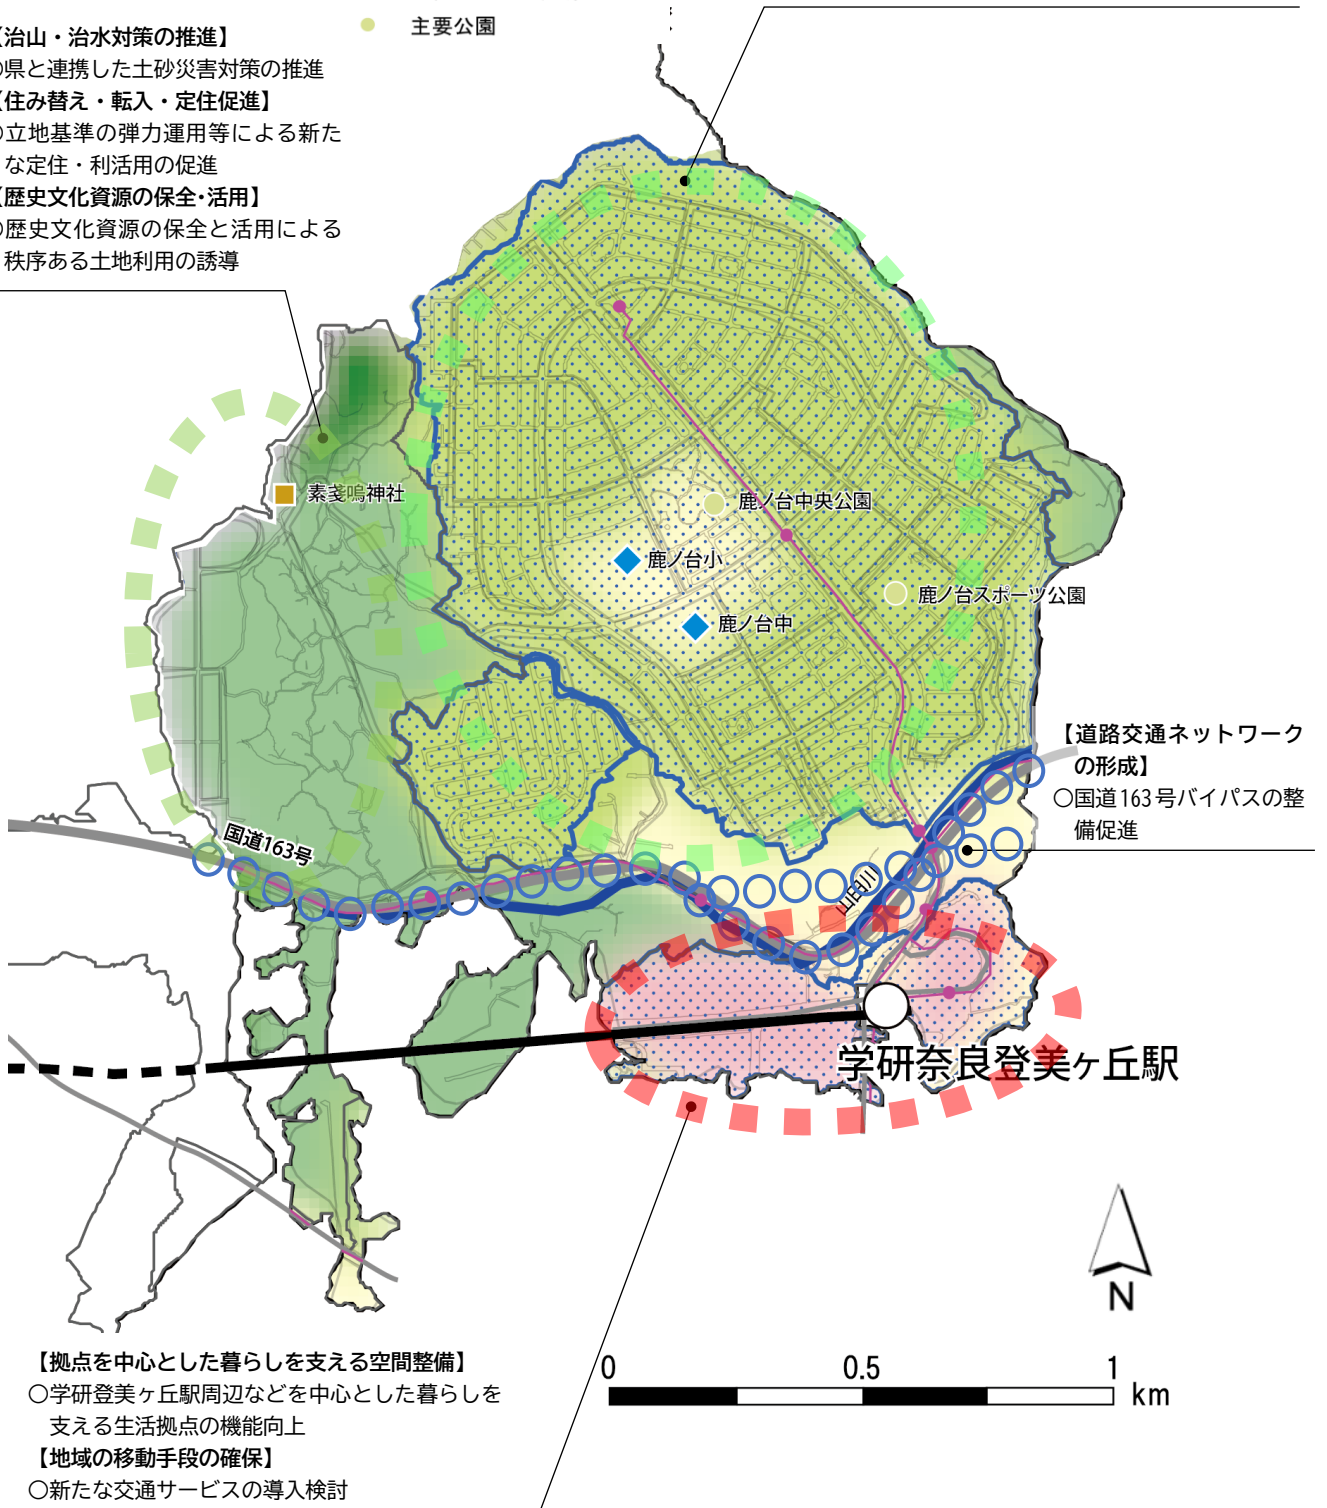 主要公園
【治山・治水対策の推進】
○県と連携した土砂災害対策の推進
【住み替え・転入・定住促進】
○立地基準の弾力運用等による新た
な定住・利活用の促進
【歴史文化資源の保全・活用】
○歴史文化資源の保全と活用による
秩序ある土地利用の誘導
素戔嗚神社
鹿ノ台中央公園
鹿ノ台小
鹿ノ台スポーツ公園
鹿ノ台中
【道路交通ネットワーク
の形成】
○国道163号バイパスの整
備促進
国道163号
山田川
学研奈良登美ヶ丘駅
N
【拠点を中心とした暮らしを支える空間整備】
○学研登美ヶ丘駅周辺などを中心とした暮らしを
支える生活拠点の機能向上
【地域の移動手段の確保】
○新たな交通サービスの導入検討
0 0.5 1
km